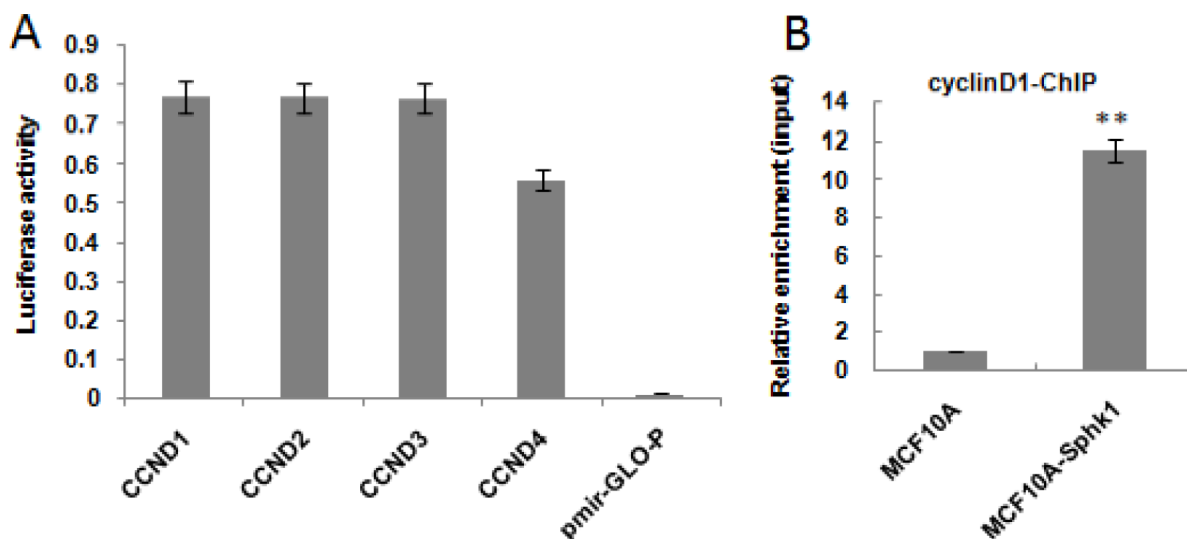 A
Luciferase activity
0.9
0.8
0.7
0.6
0.5
0.4
0.3
0.2
0.1
0
CCND1
CCND2
CCND3
CCND4
pmir-GLO-P
B
cyclinD1-ChIP
Relative enrichment (input)
14
12
10
8
6
4
2
0
**
MCF10A
MCF10A-Sphk1